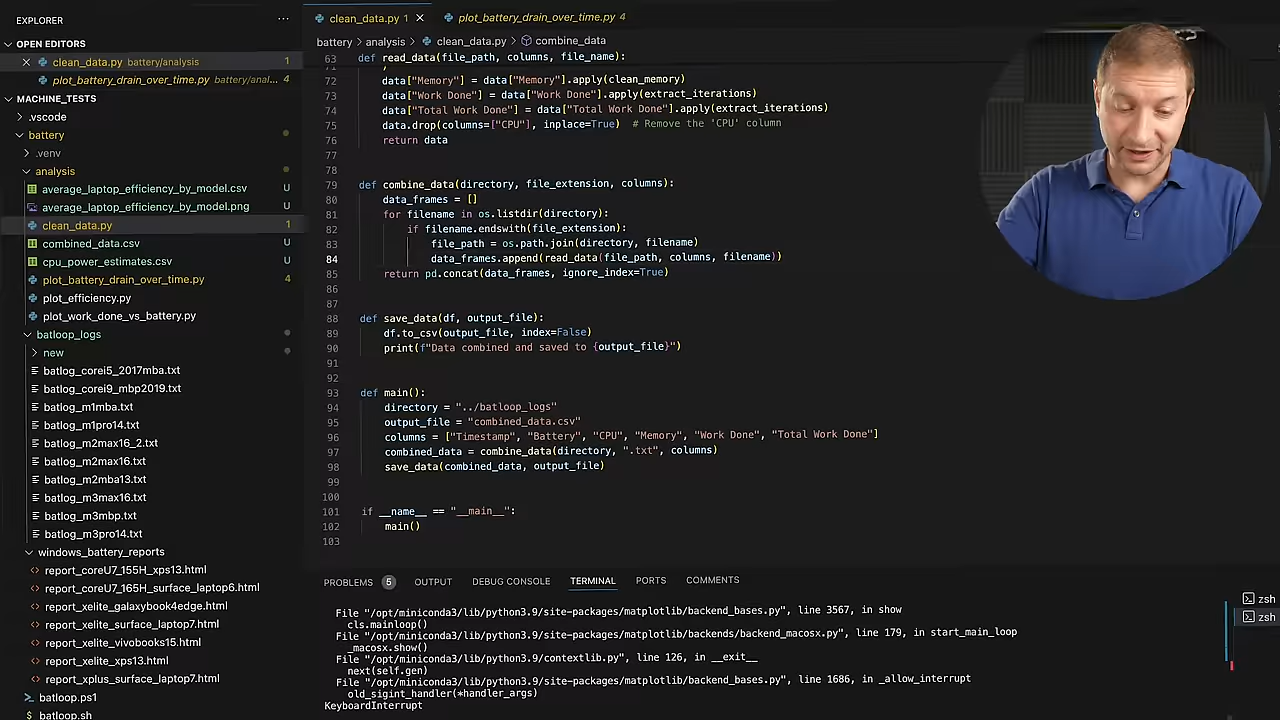 EXPLORER
OPEN EDITORS
clean_data.py battery/analysis 1
plot_battery_drain_over_time.py battery/anal... 4
MACHINE_TESTS
.vscode
battery
.venv
analysis
average_laptop_efficiency_by_model.csv U
average_laptop_efficiency_by_model.png U
clean_data.py 1
combined_data.csv U
cpu_power_estimates.csv U
plot_battery_drain_over_time.py 4
plot_efficiency.py
plot_work_done_vs_battery.py
batloop_logs
new
batlog_corei5_2017mba.txt
batlog_corei9_mbp2019.txt
batlog_m1mba.txt
batlog_m1pro14.txt
batlog_m2max16_2.txt
batlog_m2max16.txt
batlog_m2mba13.txt
batlog_m3max16.txt
batlog_m3mbp.txt
batlog_m3pro14.txt
windows_battery_reports
report_coreU7_155H_xps13.html
report_coreU7_165H_surface_laptop6.html
report_xelite_galaxybook4edge.html
report_xelite_surface_laptop7.html
report_xelite_vivobooks15.html
report_xelite_xps13.html
report_xplus_surface_laptop7.html
batloop.ps1
batloop.sh
clean_data.py 1
plot_battery_drain_over_time.py 4
battery > analysis > clean_data.py > combine_data
63 def read_data(file_path, columns, file_name):
71 )
72 data["Memory"] = data["Memory"].apply(clean_memory)
73 data["Work Done"] = data["Work Done"].apply(extract_iterations)
74 data["Total Work Done"] = data["Total Work Done"].apply(extract_iterations)
75 data.drop(columns=["CPU"], inplace=True) # Remove the 'CPU' column
76 return data
77
78
79 def combine_data(directory, file_extension, columns):
80 data_frames = []
81 for filename in os.listdir(directory):
82 if filename.endswith(file_extension):
83 file_path = os.path.join(directory, filename)
84 data_frames.append(read_data(file_path, columns, filename))
85 return pd.concat(data_frames, ignore_index=True)
86
87
88 def save_data(df, output_file):
89 df.to_csv(output_file, index=False)
90 print(f"Data combined and saved to {output_file}")
91
92
93 def main():
94 directory = "../batloop_logs"
95 output_file = "combined_data.csv"
96 columns = ["Timestamp", "Battery", "CPU", "Memory", "Work Done", "Total Work Done"]
97 combined_data = combine_data(directory, ".txt", columns)
98 save_data(combined_data, output_file)
99
100
101 if __name__ == "__main__":
102 main()
103
PROBLEMS 5 OUTPUT DEBUG CONSOLE TERMINAL PORTS COMMENTS
File "/opt/miniconda3/lib/python3.9/site-packages/matplotlib/backend_bases.py", line 3567, in show
cls.mainloop()
File "/opt/miniconda3/lib/python3.9/site-packages/matplotlib/backends/backend_macosx.py", line 179, in start_main_loop
_macosx.show()
File "/opt/miniconda3/lib/python3.9/contextlib.py", line 126, in __exit__
next(self.gen)
File "/opt/miniconda3/lib/python3.9/site-packages/matplotlib/backend_bases.py", line 1686, in _allow_interrupt
old_sigint_handler(*handler_args)
KeyboardInterrupt
zsh
zsh